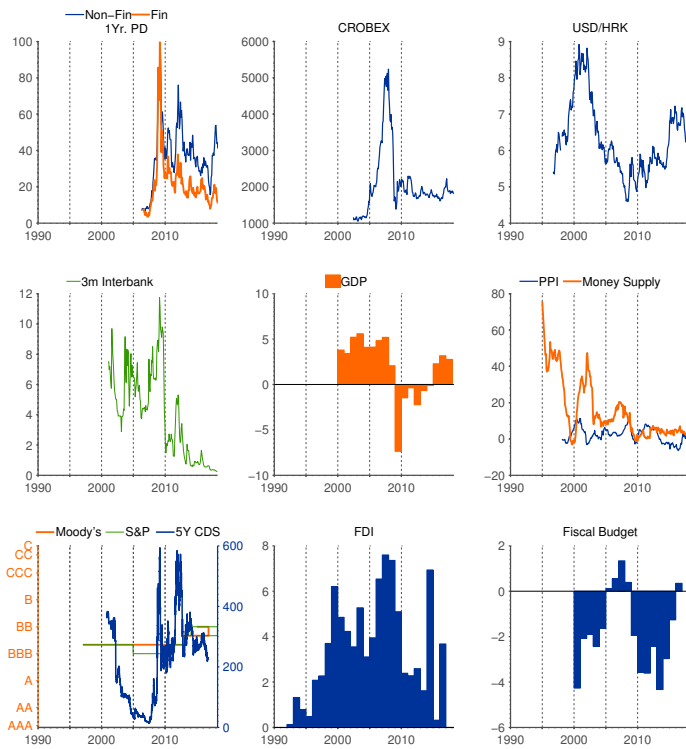 Non-Fin Fin
1Yr. PD
100
80
60
40
20
0
1990 2000 2010
CROBEX
6000
5000
4000
3000
2000
1000
1990 2000 2010
USD/HRK
9
8
7
6
5
4
1990 2000 2010
3m Interbank
12
10
8
6
4
2
0
1990 2000 2010
GDP
10
5
0
−5
−10
1990 2000 2010
PPI Money Supply
80
60
40
20
0
−20
1990 2000 2010
Moody's S&P 5Y CDS
C
CC
CCC
B
BB
BBB
A
AA
AAA
600
400
200
0
1990 2000 2010
FDI
8
6
4
2
0
1990 2000 2010
Fiscal Budget
2
0
−2
−4
−6
1990 2000 2010